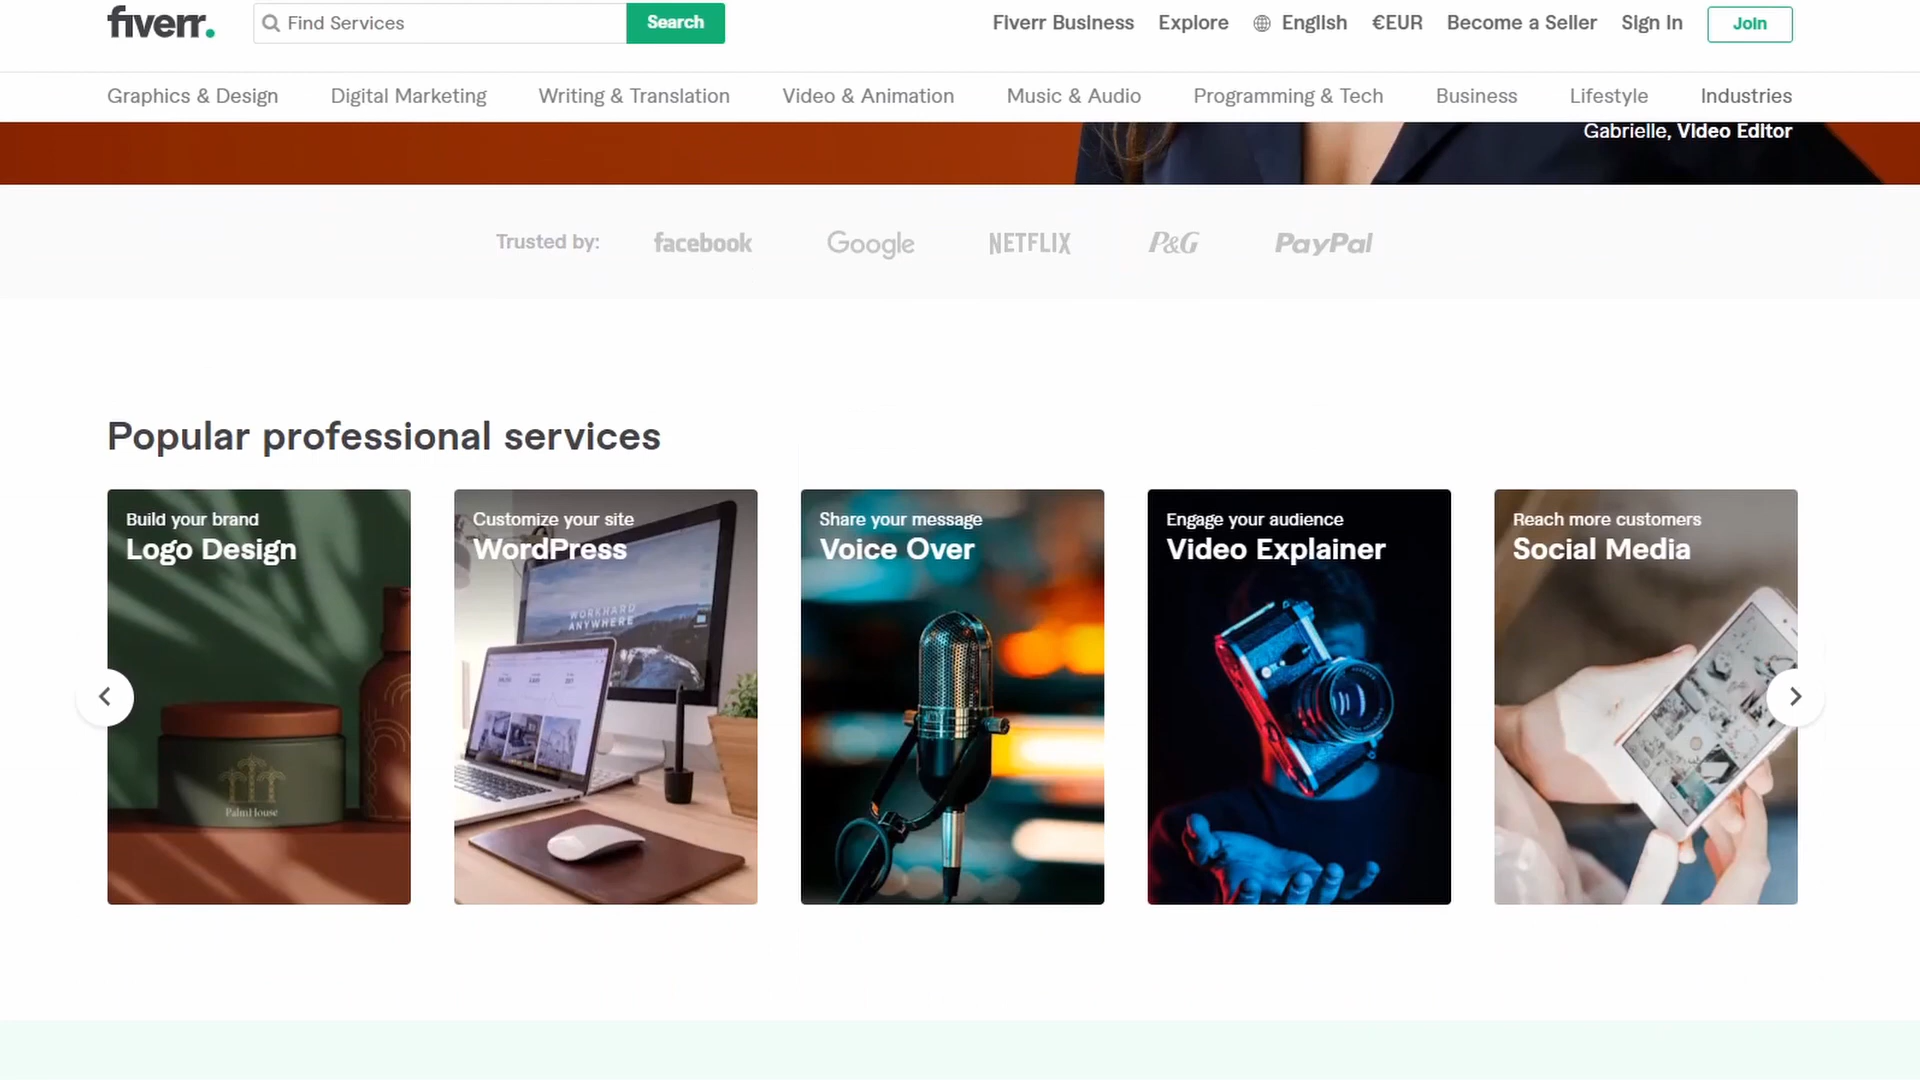 fiverr.
Find Services
Search
Fiverr Business
Explore
English
€EUR
Become a Seller
Sign In
Join
Graphics & Design
Digital Marketing
Writing & Translation
Video & Animation
Music & Audio
Programming & Tech
Business
Lifestyle
Industries
Gabrielle, Video Editor
Trusted by:
facebook
Google
NETFLIX
P&G
PayPal
Popular professional services
Build your brand
Logo Design
Customize your site
WordPress
Share your message
Voice Over
Engage your audience
Video Explainer
Reach more customers
Social Media
WORKHARD
ANYWHERE
PalmHouse